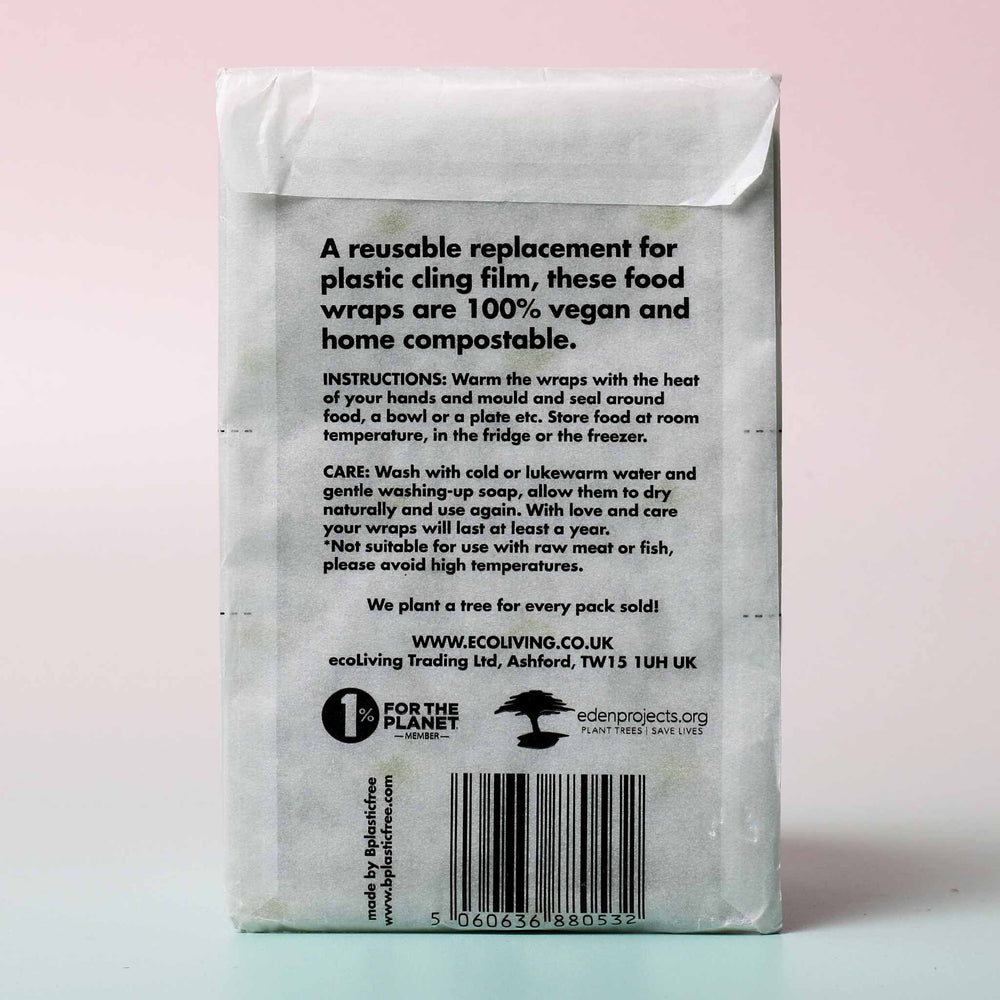 A reusable replacement for
plastic cling film, these food
wraps are 100% vegan and
home compostable.
INSTRUCTIONS: Warm the wraps with the heat
of your hands and mould and seal around
food, a bowl or a plate etc. Store food at room
temperature, in the fridge or the freezer.
CARE: Wash with cold or lukewarm water and
gentle washing-up soap, allow them to dry
naturally and use again. With love and care
your wraps will last at least a year.
*Not suitable for use with raw meat or fish,
please avoid high temperatures.
We plant a tree for every pack sold!
WWW.ECOLIVING.CO.UK
ecoLiving Trading Ltd, Ashford, TW15 1UH UK
1% FOR THE
PLANET
—MEMBER—
edenprojects.org
PLANT TREES | SAVE LIVES
made by Bplasticfree
www.bplasticfree.com
5 060636 880532